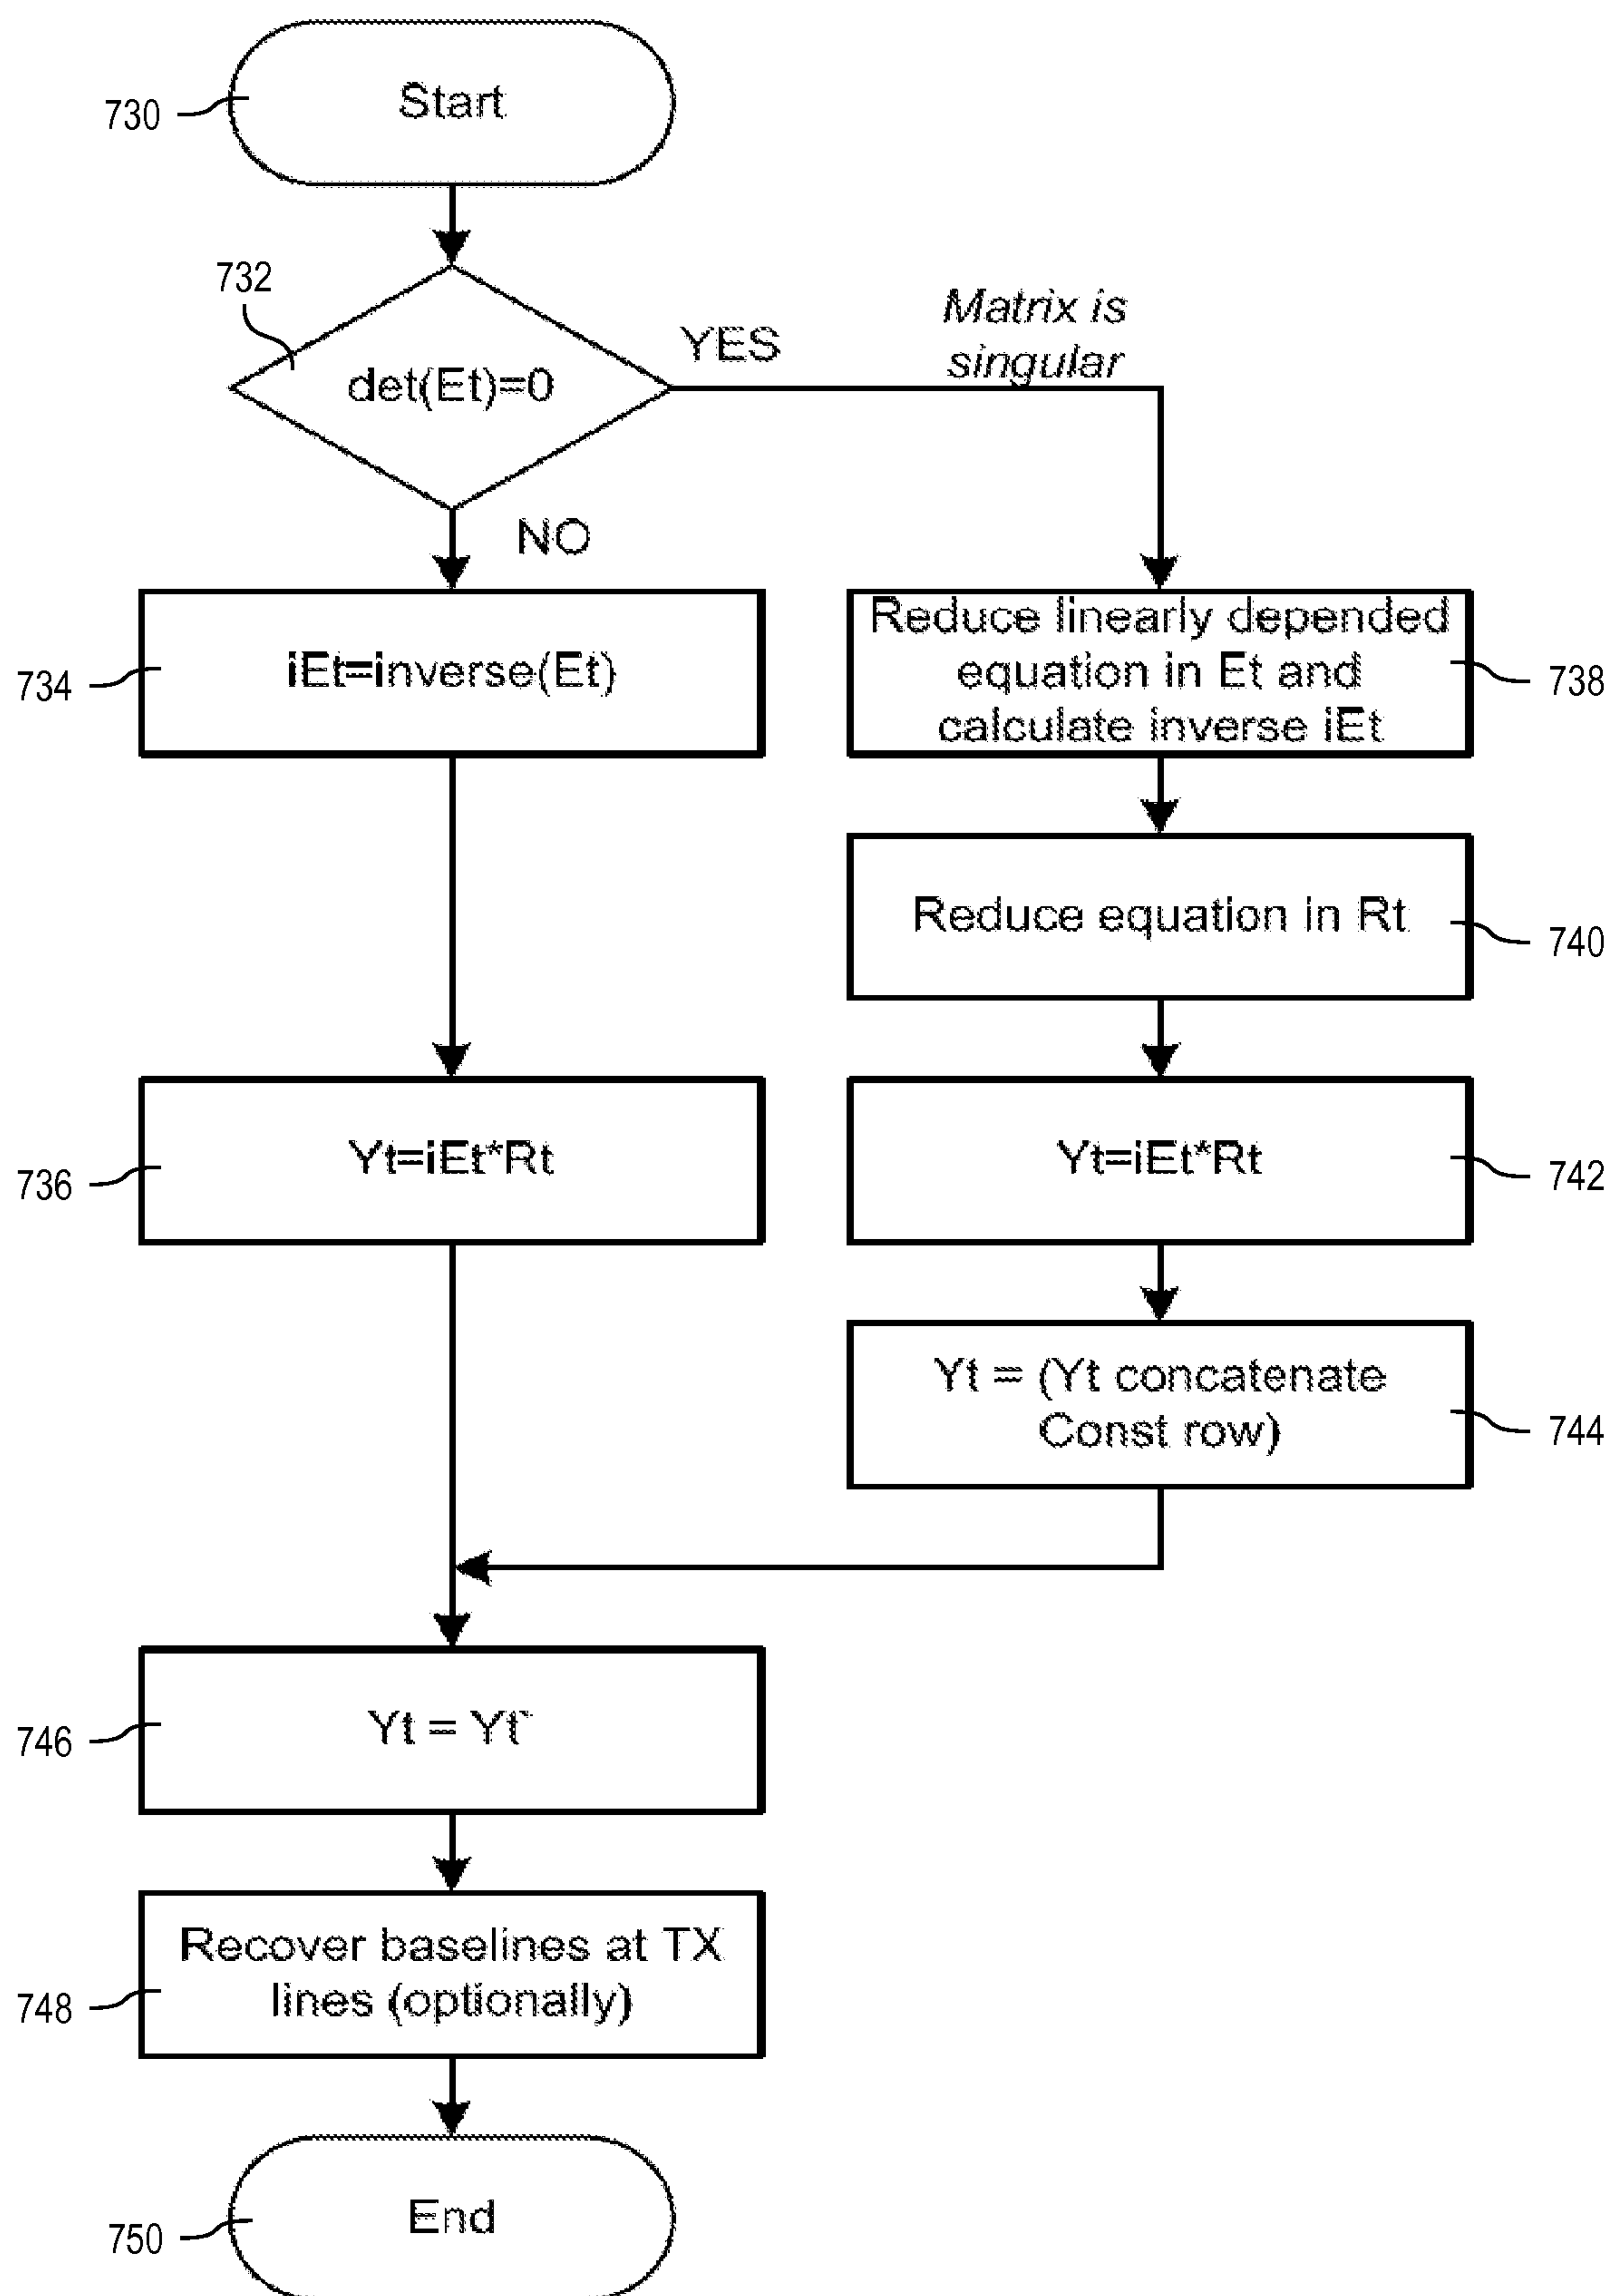 730
Start
732
det(Et)=0
YES
Matrix is
singular
NO
734
iEt=inverse(Et)
Reduce linearly depended
equation in Et and
calculate inverse iEt
738
Reduce equation in Rt
740
736
Yt=iEt*Rt
Yt=iEt*Rt
742
Yt = (Yt concatenate
Const row)
744
746
Yt = Yt`
748
Recover baselines at TX
lines (optionally)
750
End